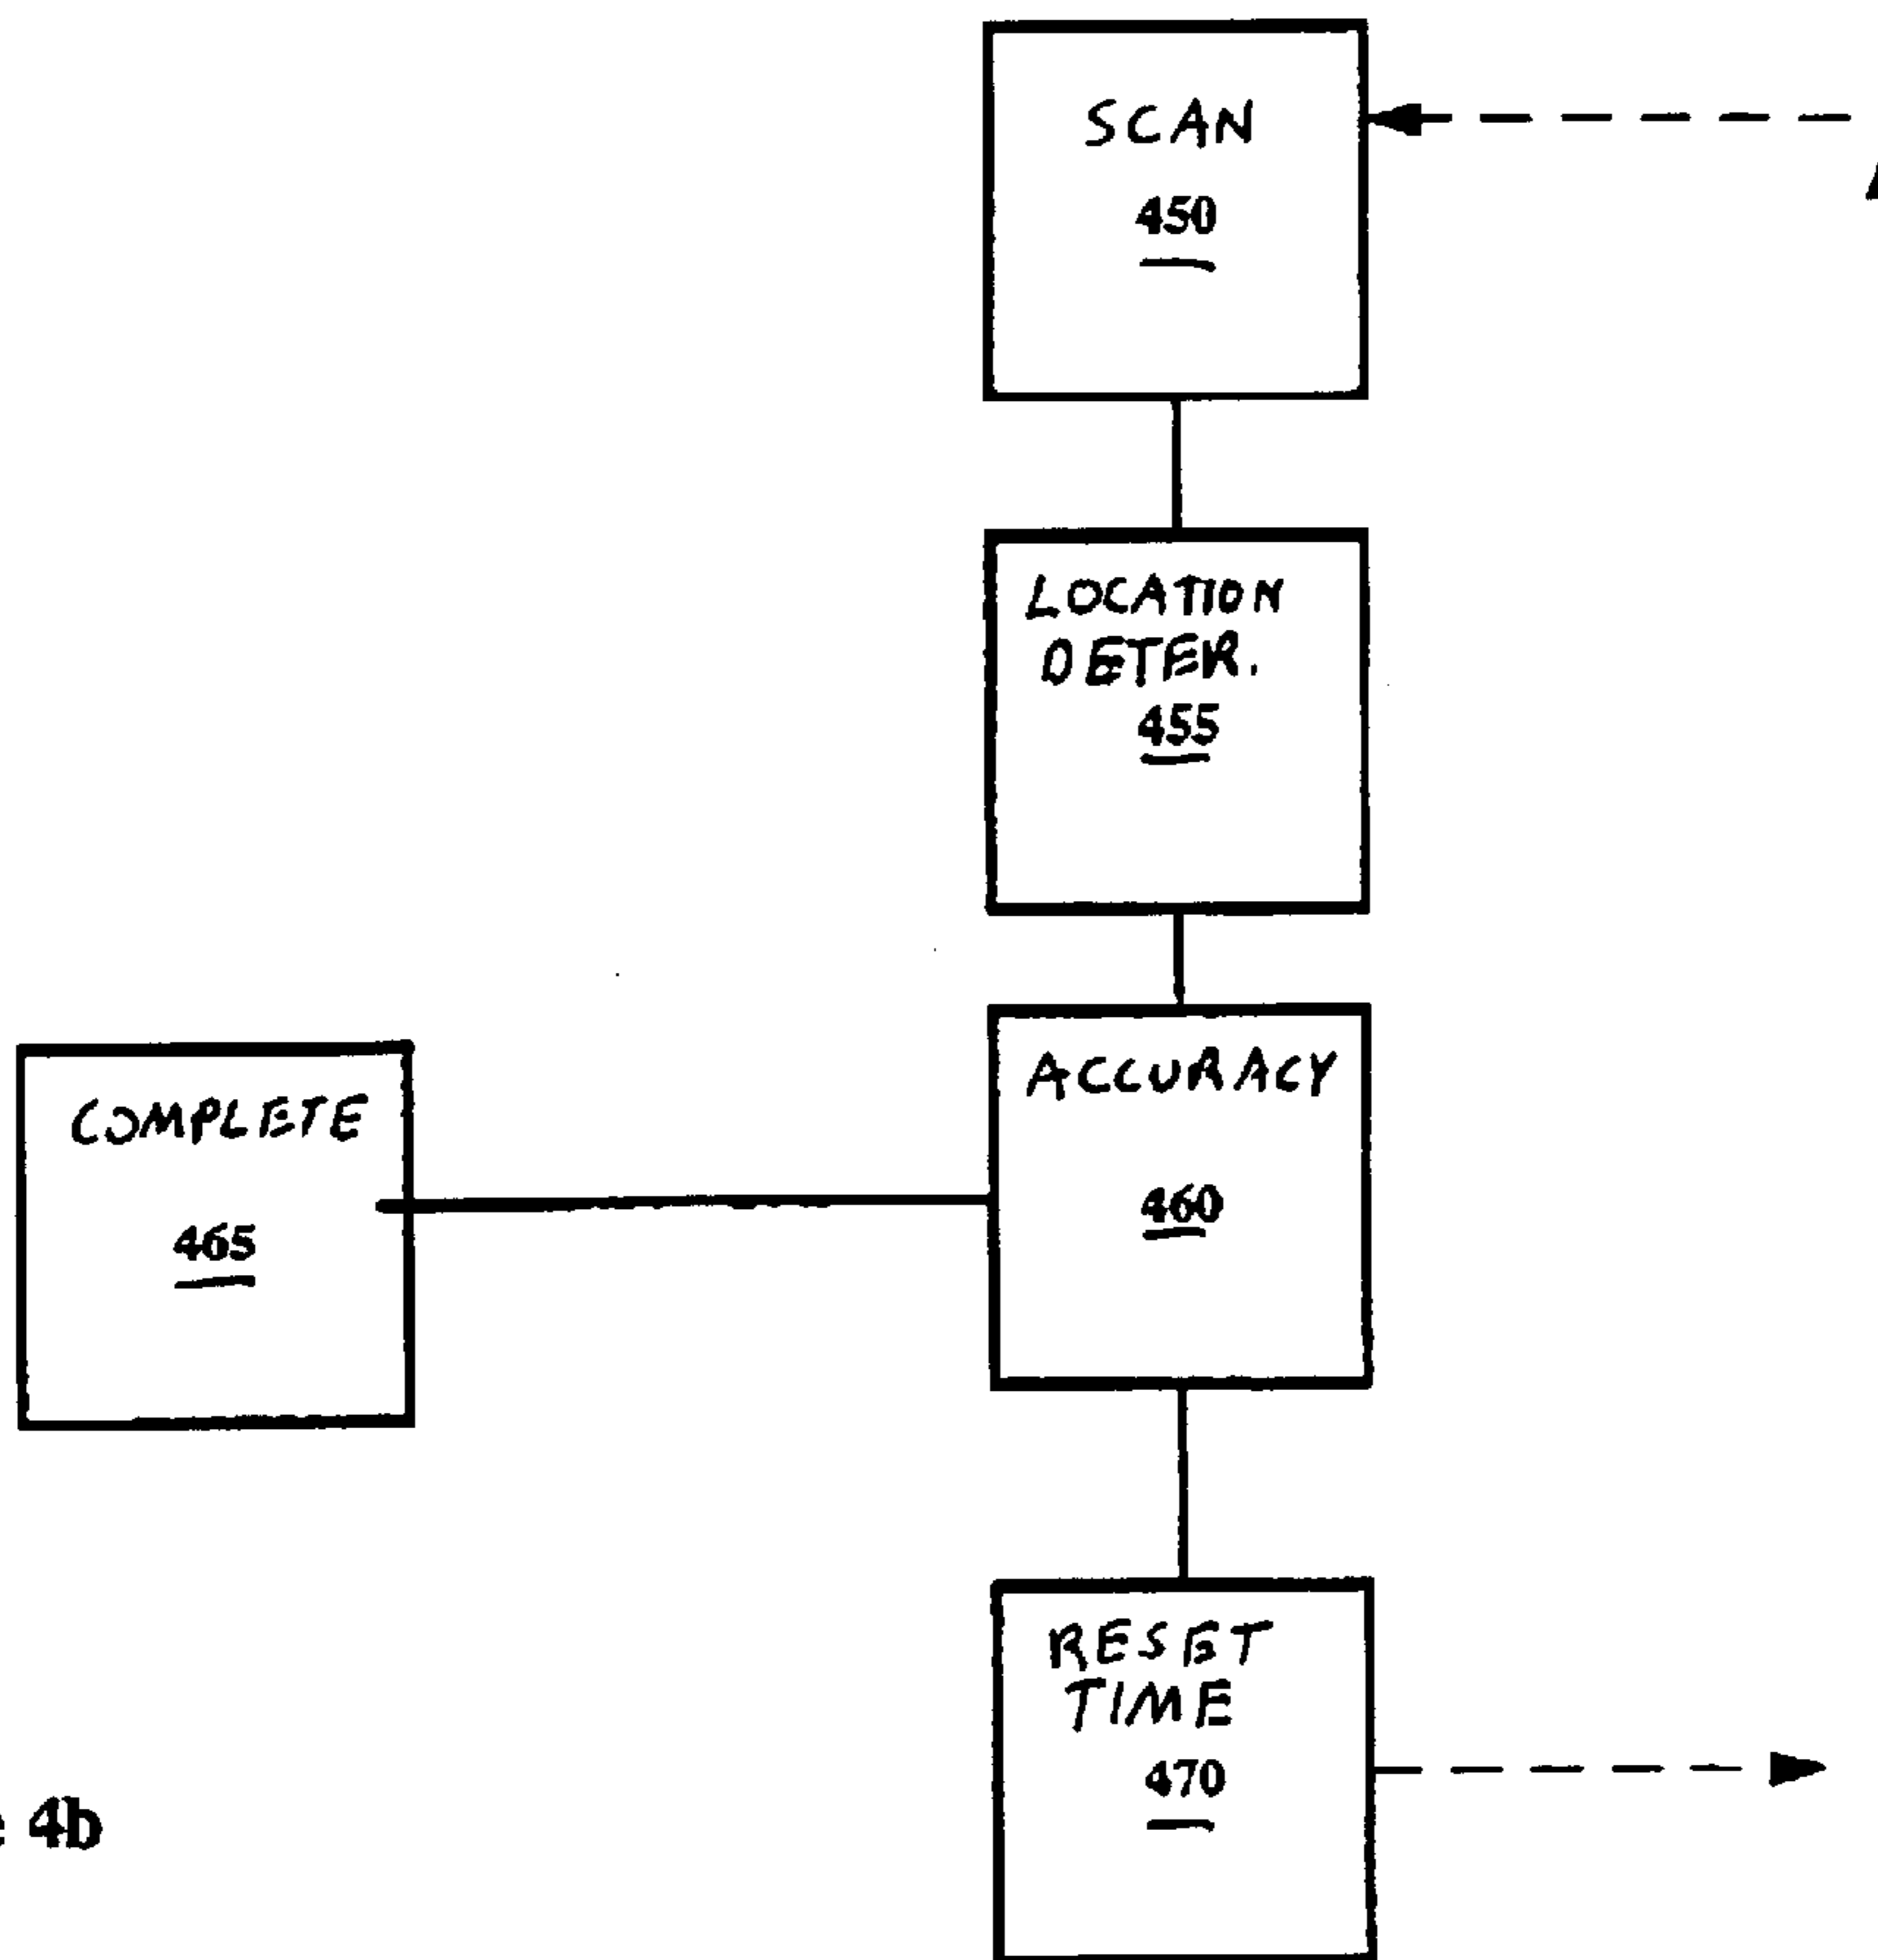 SCAN
450
LOCATION
DETER.
455
ACCURACY
460
COMPLETE
465
RESET
TIME
470
4b